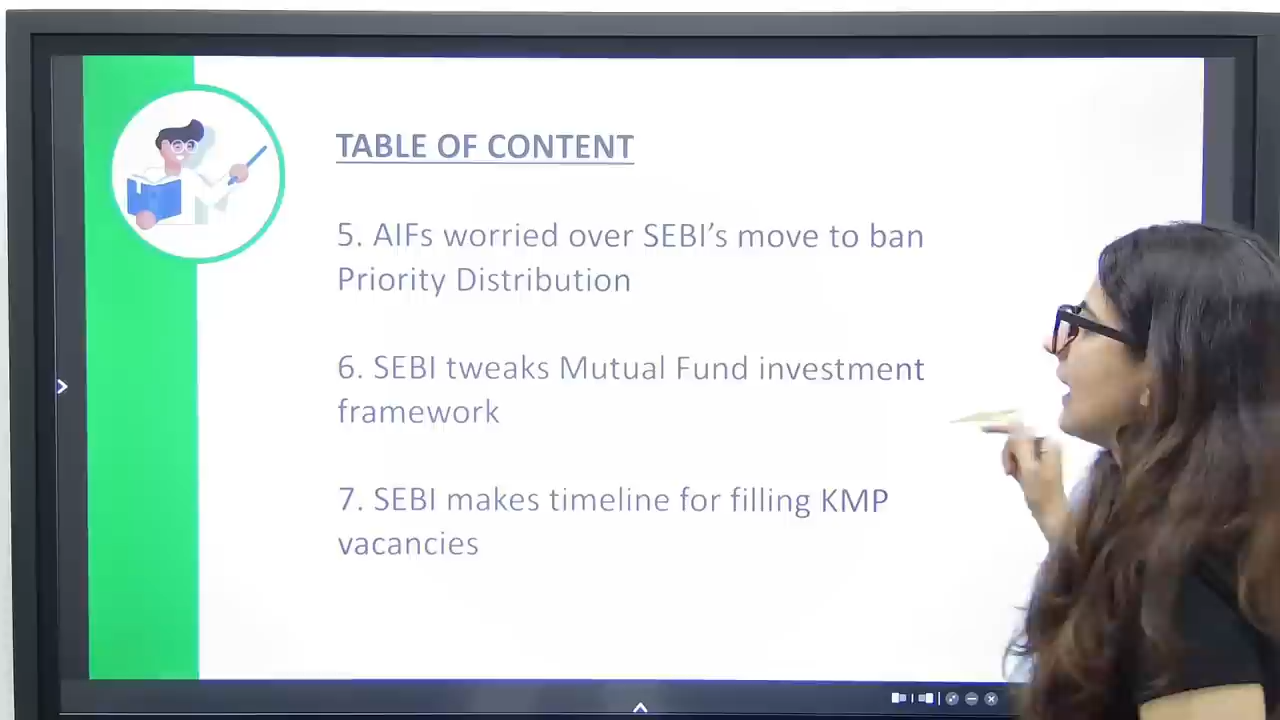 TABLE OF CONTENT
5. AIFs worried over SEBI's move to ban
Priority Distribution
6. SEBI tweaks Mutual Fund investment
framework
7. SEBI makes timeline for filling KMP
vacancies